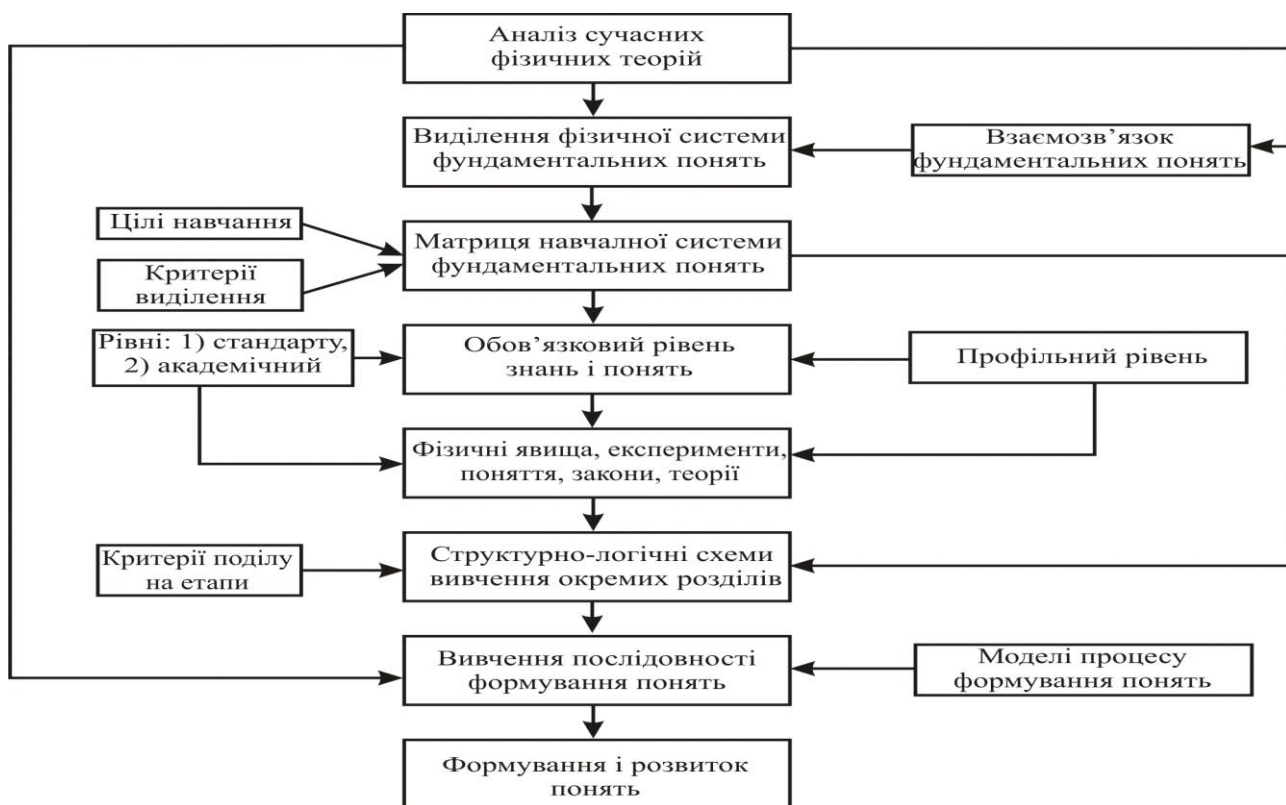 Аналіз сучасних
фізичних теорій
Виділення фізичної системи
фундаментальних понять
Взаємозв’язок
фундаментальних понять
Цілі навчання
Матриця навчалної системи
фундаментальних понять
Критерії
виділення
Рівні: 1) стандарту,
2) академічний
Обов’язковий рівень
знань і понять
Профільний рівень
Фізичні явища, експерименти,
поняття, закони, теорії
Критерії поділу
на етапи
Структурно-логічні схеми
вивчення окремих розділів
Вивчення послідовності
формування понять
Моделі процесу
формування понять
Формування і розвиток
понять